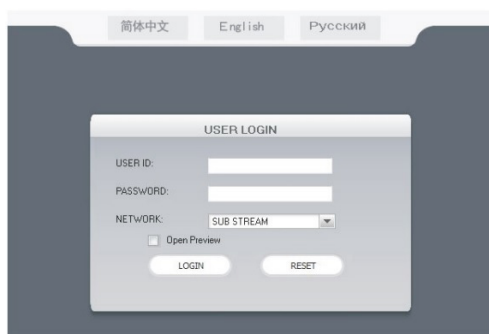 简体中文 English Русский
USER LOGIN
USER ID:
PASSWORD:
NETWORK: SUB STREAM
Open Preview
LOGIN RESET